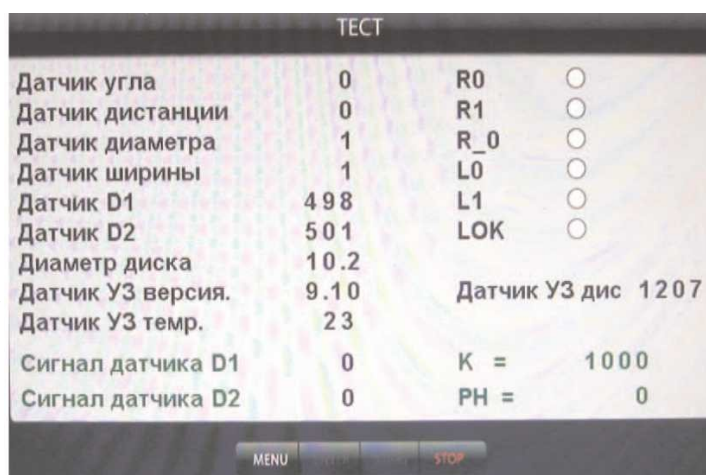 ТЕСТ
Датчик угла 0 R0
Датчик дистанции 0 R1
Датчик диаметра 1 R_0
Датчик ширины 1 L0
Датчик D1 498 L1
Датчик D2 501 LOK
Диаметр диска 10.2
Датчик УЗ версия. 9.10 Датчик УЗ дис 1207
Датчик УЗ темр. 23
Сигнал датчика D1 0 K = 1000
Сигнал датчика D2 0 PH = 0
MENU STOP